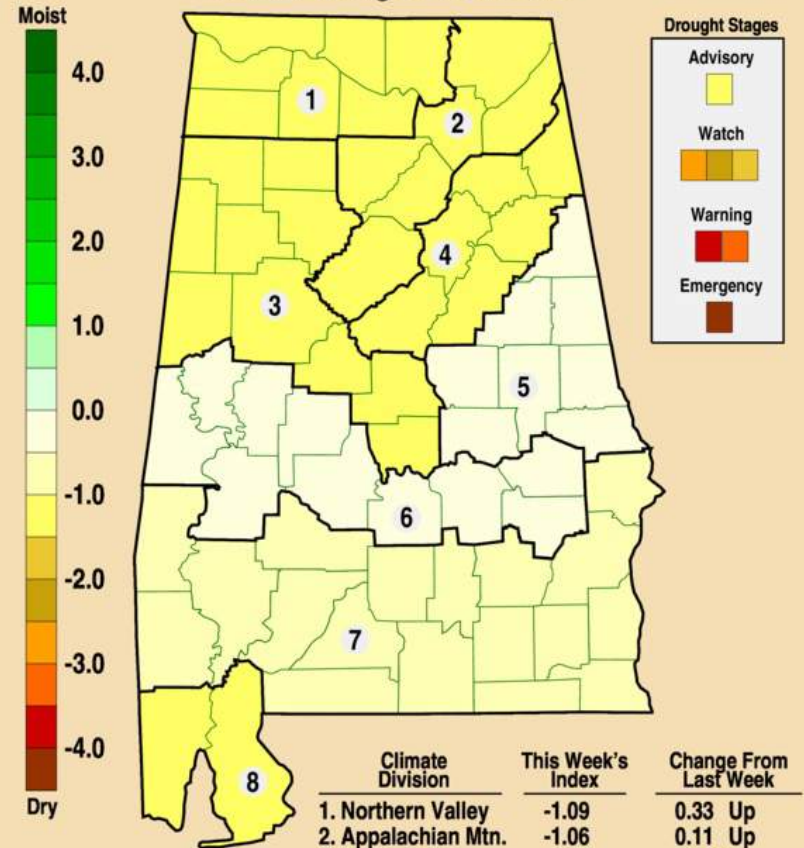 Moist
4.0
3.0
2.0
1.0
0.0
-1.0
-2.0
-3.0
-4.0
Dry
1
2
3
4
5
6
7
8
Drought Stages
Advisory
Watch
Warning
Emergency
Climate Division This Week's Index Change From Last Week
1. Northern Valley -1.09 0.33 Up
2. Appalachian Mtn. -1.06 0.11 Up